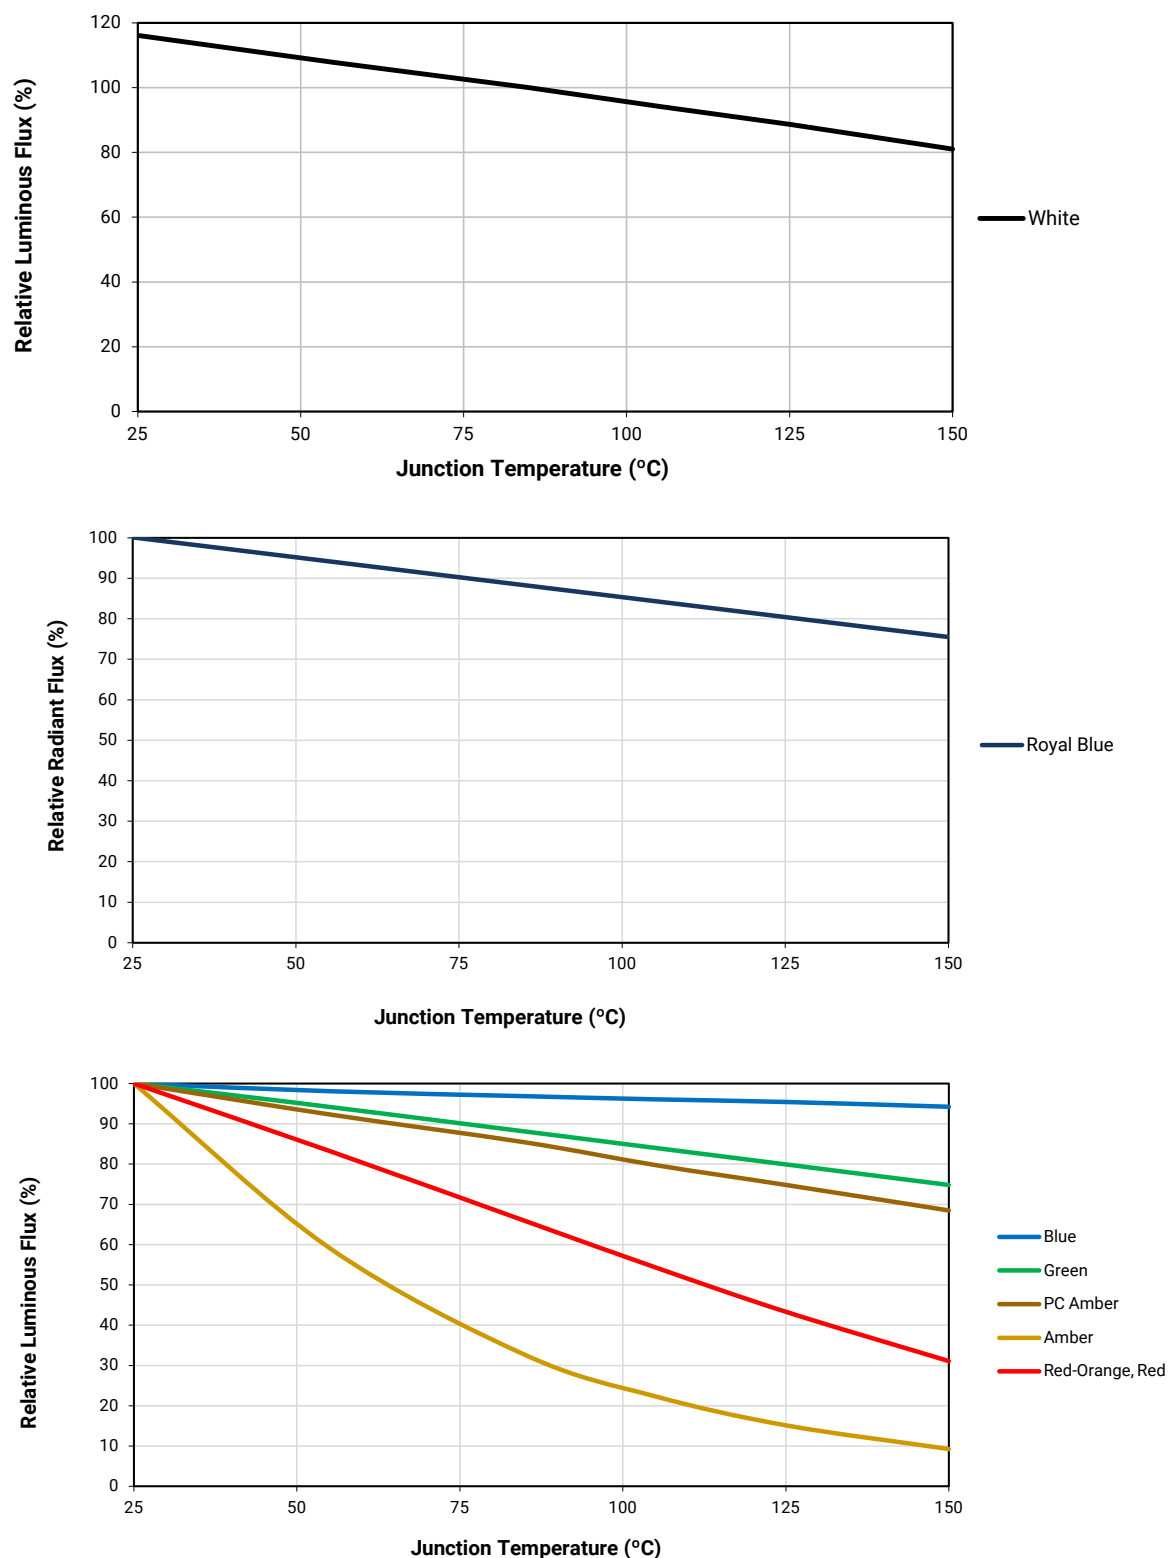 Relative Luminous Flux (%)
120
100
80
60
40
20
0
25 50 75 100 125 150
Junction Temperature (ºC)
White
Relative Radiant Flux (%)
100
90
80
70
60
50
40
30
20
10
0
25 50 75 100 125 150
Junction Temperature (ºC)
Royal Blue
Relative Luminous Flux (%)
100
90
80
70
60
50
40
30
20
10
0
25 50 75 100 125 150
Junction Temperature (ºC)
Blue
Green
PC Amber
Amber
Red-Orange, Red